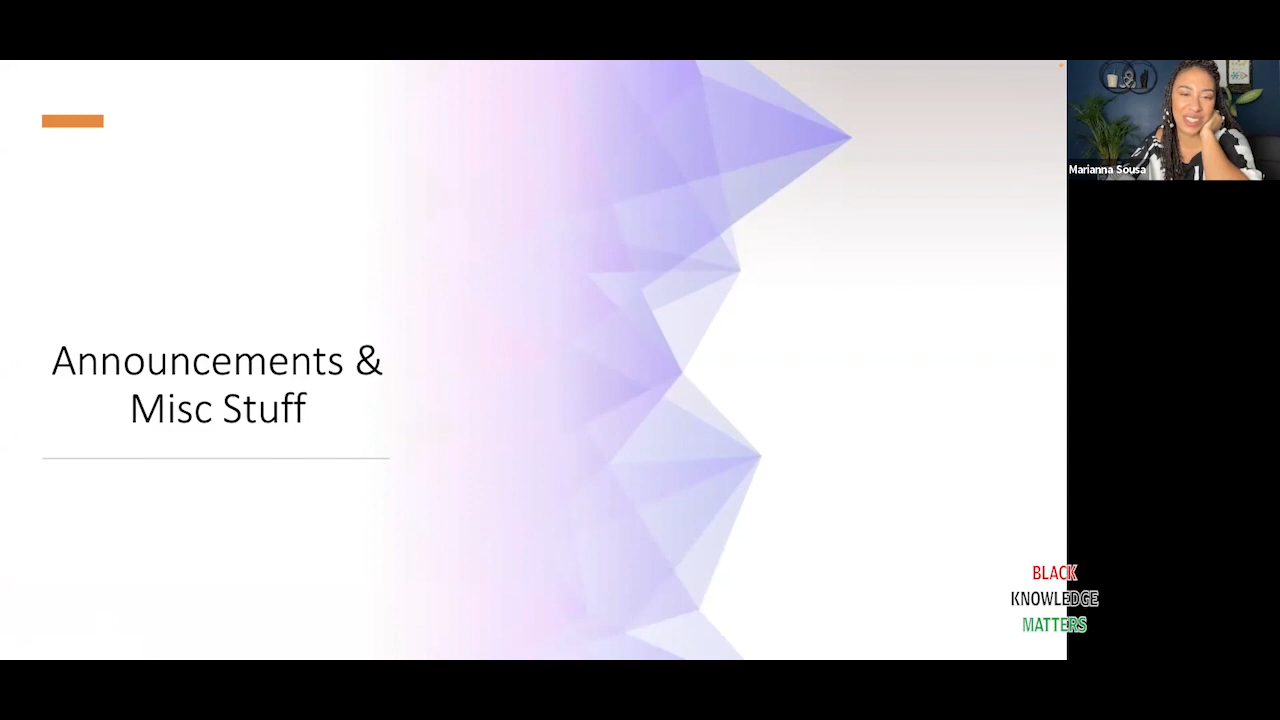 Announcements &
Misc Stuff
Marianna Sousa
BLACK
KNOWLEDGE
MATTERS